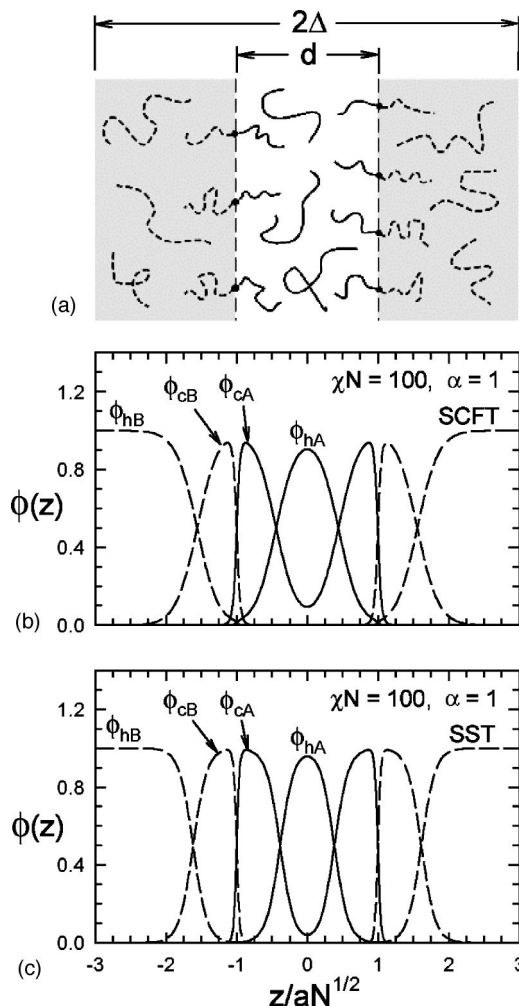 2Δ
d
(a)
1.2
0.8
0.4
0.0
ϕ(z)
ϕhB
ϕcB
ϕcA
ϕhA
χN = 100, α = 1
SCFT
(b)
1.2
0.8
0.4
0.0
ϕ(z)
ϕhB
ϕcB
ϕcA
ϕhA
χN = 100, α = 1
SST
(c)
-3 -2 -1 0 1 2 3
z/aN^1/2